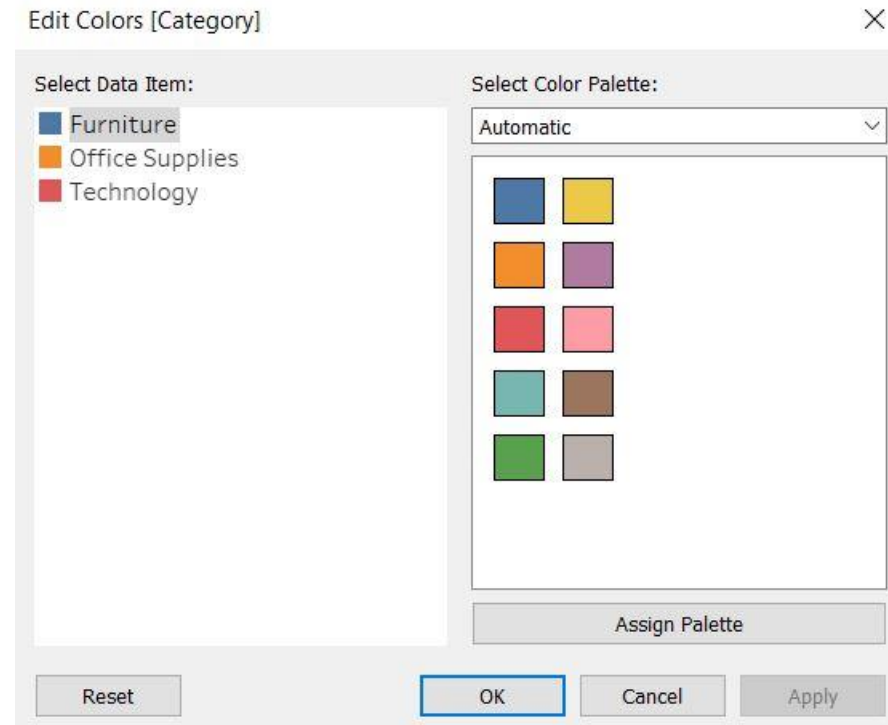 Edit Colors [Category]
Select Data Item:
Furniture
Office Supplies
Technology
Select Color Palette:
Automatic
Assign Palette
Reset
OK
Cancel
Apply